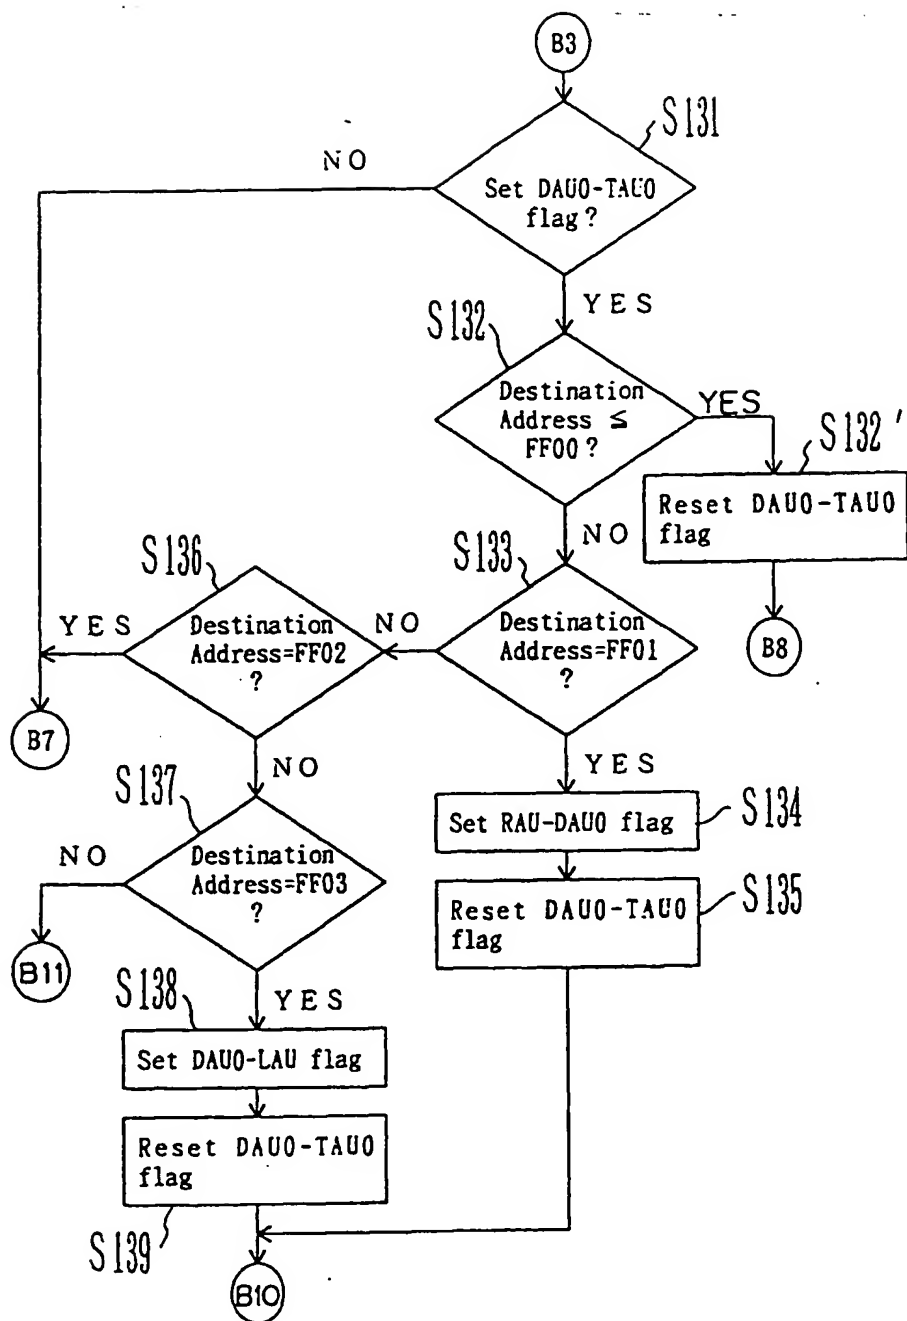 B3
S131
NO
Set DAU0-TAU0
flag?
YES
S132
Destination
Address ≤
FF00?
YES
S132'
Reset DAU0-TAU0
flag
B8
NO
S133
Destination
Address=FF01
?
NO
S136
Destination
Address=FF02
?
YES
B7
NO
YES
S137
Destination
Address=FF03
?
NO
B11
Set RAU-DAU0 flag
S134
Reset DAU0-TAU0
flag
S135
YES
S138
Set DAU0-LAU flag
Reset DAU0-TAU0
flag
S139
B10